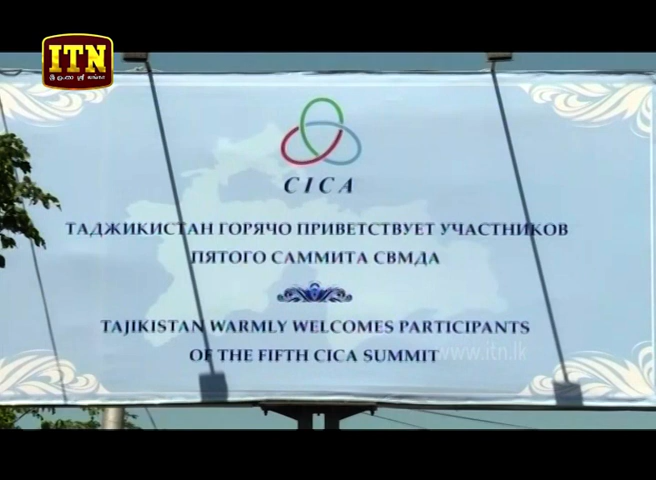 ITN
CICA
ТАДЖИКИСТАН ГОРЯЧО ПРИВЕТСТВУЕТ УЧАСТНИКОВ
ПЯТОГО САММИТА СВМДА
TAJIKISTAN WARMLY WELCOMES PARTICIPANTS
OF THE FIFTH CICA SUMMIT
www.itn.lk